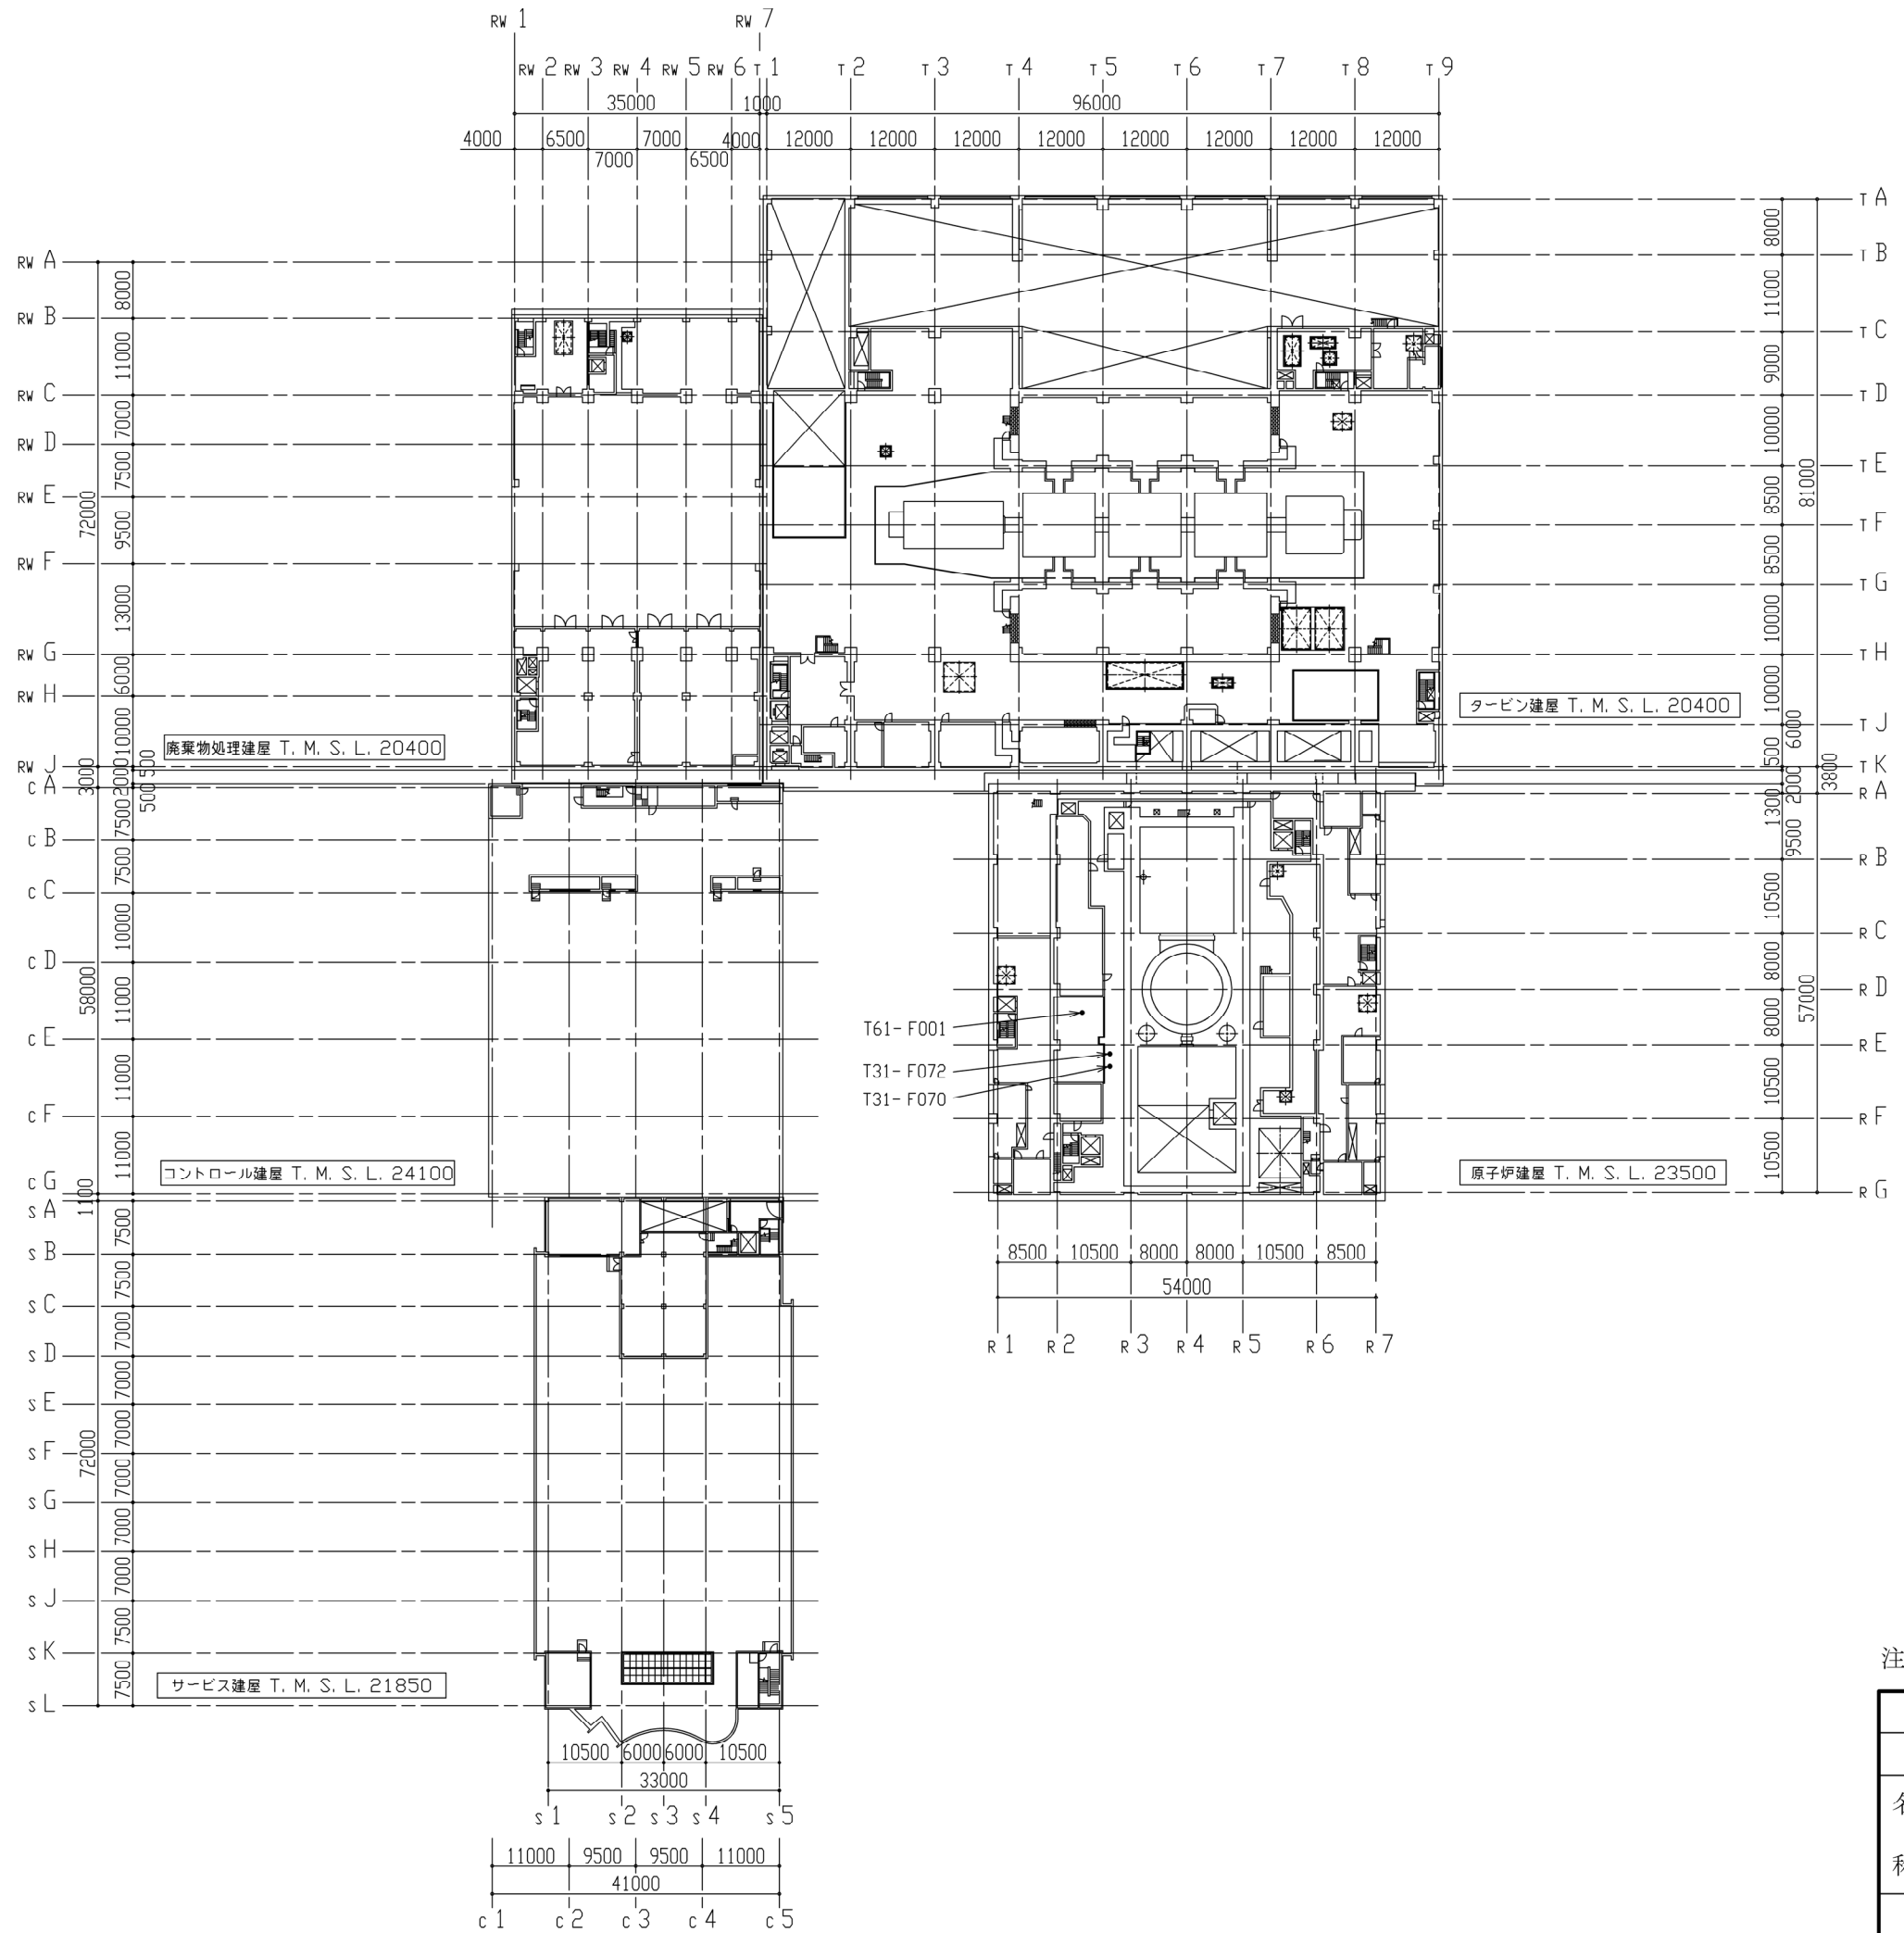 RW 1
RW 7
RW 2 RW 3 RW 4 RW 5 RW 6 T 1 T 2 T 3 T 4 T 5 T 6 T 7 T 8 T 9
35000 1000 96000
4000 6500 7000 4000 12000 12000 12000 12000 12000 12000 12000 12000
7000 6500
RW A
RW B
RW C
RW D
RW E
RW F
RW G
RW H
RW J
8000
11000
7000
7500
9500
13000
6000
10000
72000
500
2000
500
3000
T A
T B
T C
T D
T E
T F
T G
T H
T J
T K
8000
11000
9000
10000
8500
8500
10000
10000
6000
500
81000
2000
3800
1300
タービン建屋 T. M. S. L. 20400
廃棄物処理建屋 T. M. S. L. 20400
C A
C B
C C
C D
C E
C F
C G
7500
7500
10000
11000
11000
11000
58000
1100
コントロール建屋 T. M. S. L. 24100
R A
R B
R C
R D
R E
R F
R G
9500
10500
8000
8000
10500
10500
57000
T61-F001
T31-F072
T31-F070
原子炉建屋 T. M. S. L. 23500
8500 10500 8000 8000 10500 8500
54000
R 1 R 2 R 3 R 4 R 5 R 6 R 7
S A
S B
S C
S D
S E
S F
S G
S H
S J
S K
S L
7500
7500
7000
7000
7000
7000
7000
7000
7500
7500
72000
サービス建屋 T. M. S. L. 21850
10500 6000 6000 10500
33000
S 1 S 2 S 3 S 4 S 5
11000 9500 9500 11000
41000
C 1 C 2 C 3 C 4 C 5
注